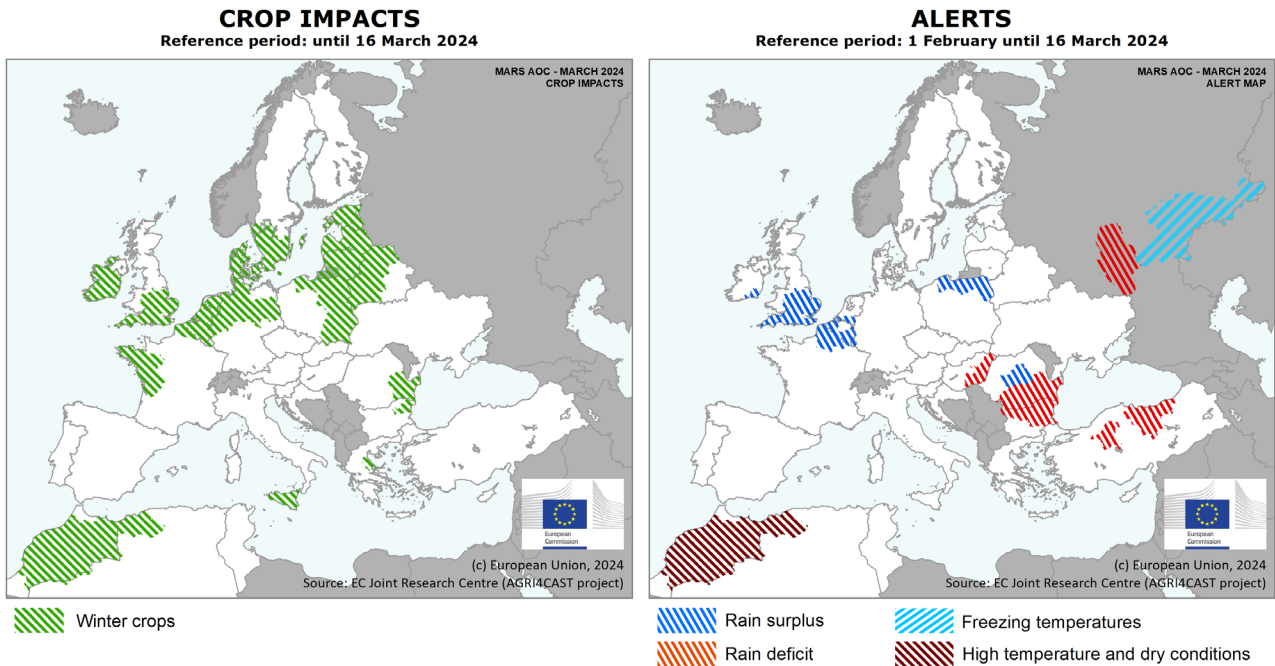 CROP IMPACTS
Reference period: until 16 March 2024
MARS AOC - MARCH 2024
CROP IMPACTS
European
Commission
(c) European Union, 2024
Source: EC Joint Research Centre (AGRI4CAST project)
Winter crops
ALERTS
Reference period: 1 February until 16 March 2024
MARS AOC - MARCH 2024
ALERT MAP
European
Commission
(c) European Union, 2024
Source: EC Joint Research Centre (AGRI4CAST project)
Rain surplus
Freezing temperatures
Rain deficit
High temperature and dry conditions